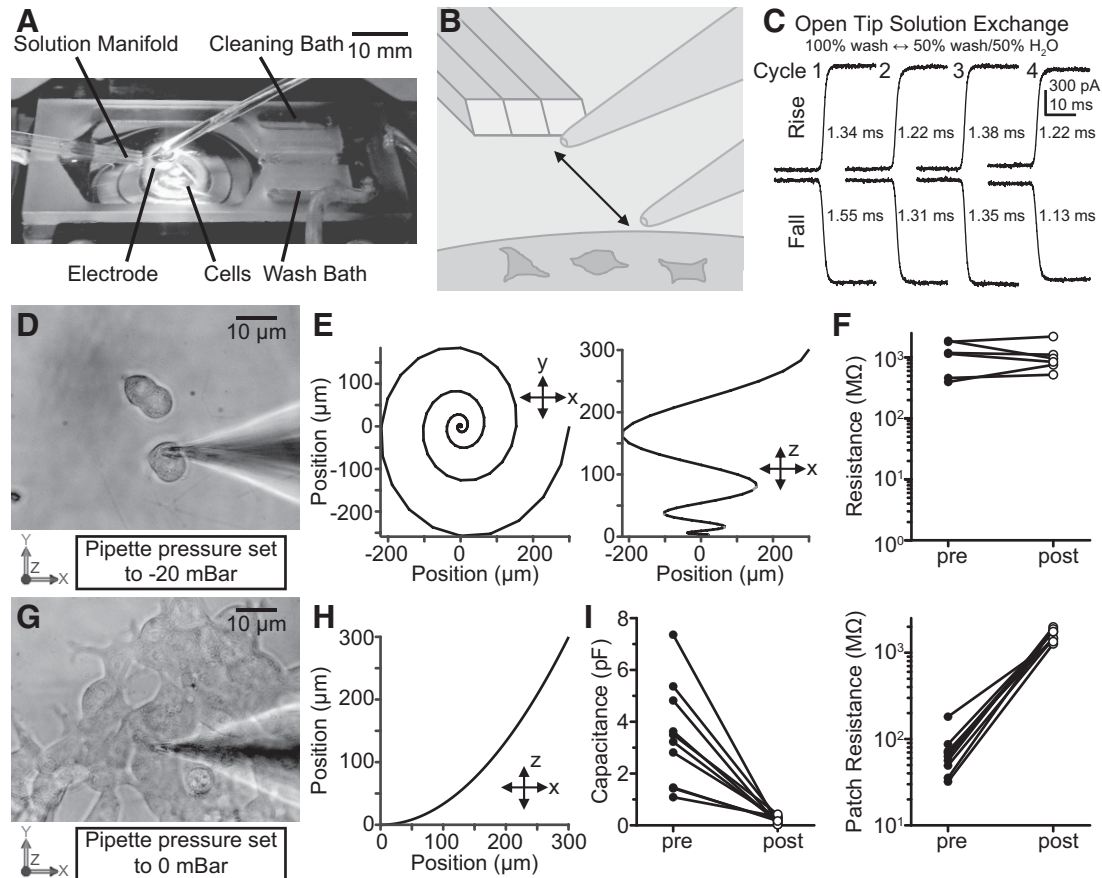 A
Solution Manifold
Cleaning Bath
10 mm
Electrode
Cells
Wash Bath
B
C
Open Tip Solution Exchange
100% wash ↔ 50% wash/50% H2O
Cycle 1 2 3 4
300 pA
10 ms
Rise
1.34 ms 1.22 ms 1.38 ms 1.22 ms
Fall
1.55 ms 1.31 ms 1.35 ms 1.13 ms
D
10 µm
Y
Z
X
Pipette pressure set
to -20 mBar
E
Position (µm)
100
0
-100
-200
-200 0 200
Position (µm)
y
x
300
200
100
0
-200 0 200
Position (µm)
z
x
F
Resistance (MΩ)
10³
10²
10¹
10⁰
pre post
G
10 µm
Y
Z
X
Pipette pressure set
to 0 mBar
H
Position (µm)
300
200
100
0
0 100 200 300
Position (µm)
z
x
I
Capacitance (pF)
8
6
4
2
0
pre post
Patch Resistance (MΩ)
10³
10²
10¹
pre post